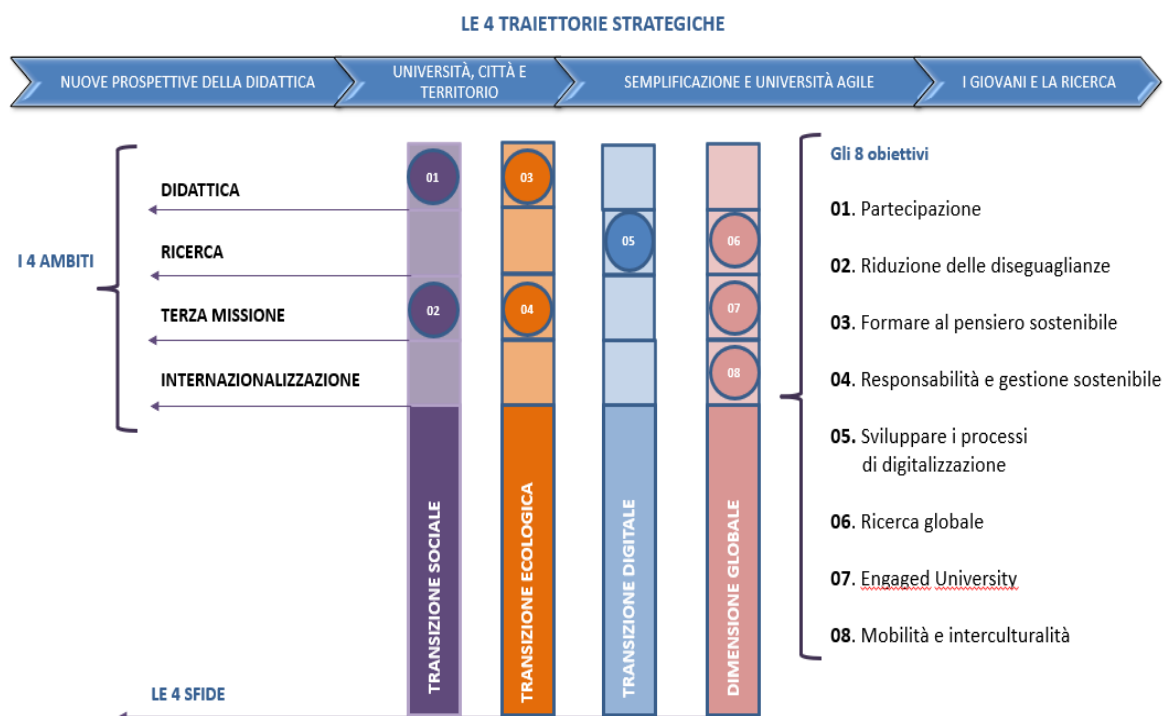 LE 4 TRAIETTORIE STRATEGICHE
NUOVE PROSPETTIVE DELLA DIDATTICA
UNIVERSITÀ, CITTÀ E
TERRITORIO
SEMPLIFICAZIONE E UNIVERSITÀ AGILE
I GIOVANI E LA RICERCA
I 4 AMBITI
DIDATTICA
RICERCA
TERZA MISSIONE
INTERNAZIONALIZZAZIONE
01
03
05
06
02
04
07
08
TRANSIZIONE SOCIALE
TRANSIZIONE ECOLOGICA
TRANSIZIONE DIGITALE
DIMENSIONE GLOBALE
LE 4 SFIDE
Gli 8 obiettivi
01. Partecipazione
02. Riduzione delle diseguaglianze
03. Formare al pensiero sostenibile
04. Responsabilità e gestione sostenibile
05. Sviluppare i processi
di digitalizzazione
06. Ricerca globale
07. Engaged University
08. Mobilità e interculturalità